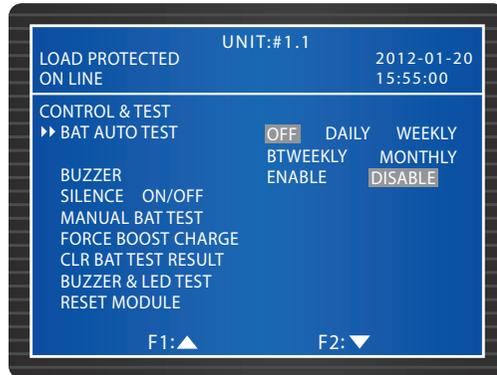 UNIT:#1.1
LOAD PROTECTED 2012-01-20
ON LINE 15:55:00
CONTROL & TEST
BAT AUTO TEST OFF DAILY WEEKLY
BTWEEKLY MONTHLY
BUZZER ENABLE DISABLE
SILENCE ON/OFF
MANUAL BAT TEST
FORCE BOOST CHARGE
CLR BAT TEST RESULT
BUZZER & LED TEST
RESET MODULE
F1:▲ F2:▼